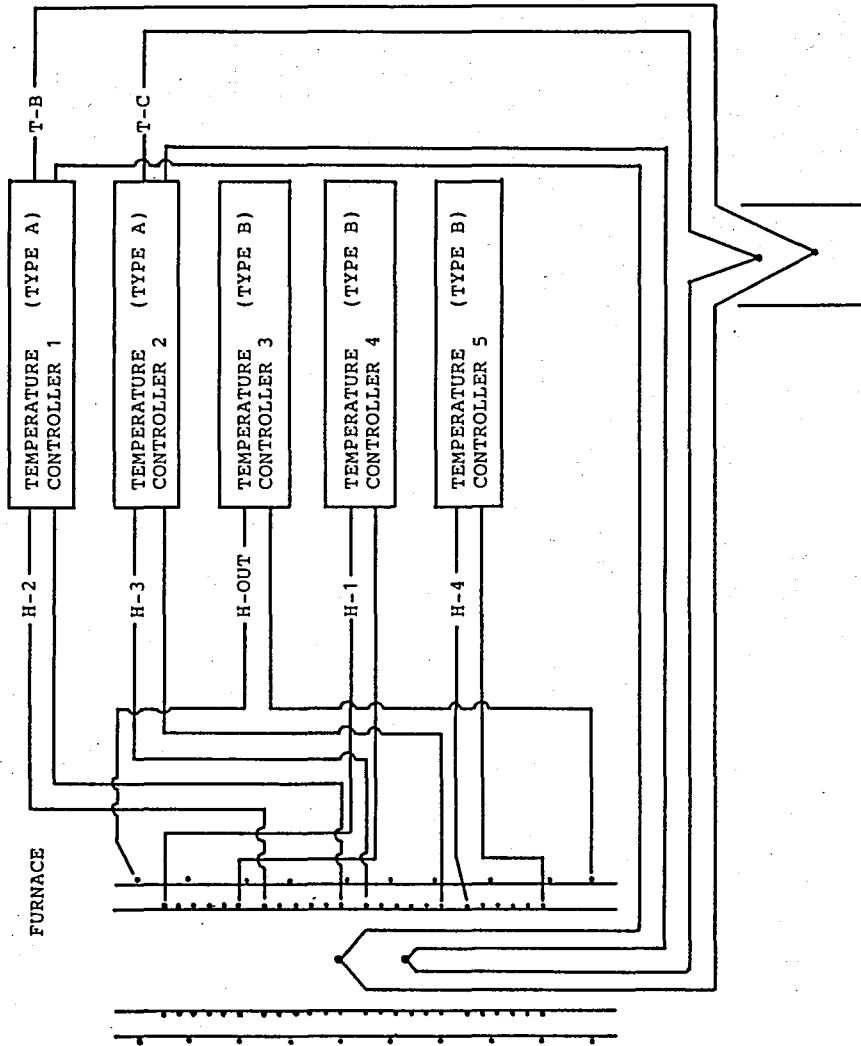 T-B
T-C
TEMPERATURE (TYPE A)
CONTROLLER 1
TEMPERATURE (TYPE A)
CONTROLLER 2
TEMPERATURE (TYPE B)
CONTROLLER 3
TEMPERATURE (TYPE B)
CONTROLLER 4
TEMPERATURE (TYPE B)
CONTROLLER 5
H-2
H-3
H-OUT
H-1
H-4
FURNACE